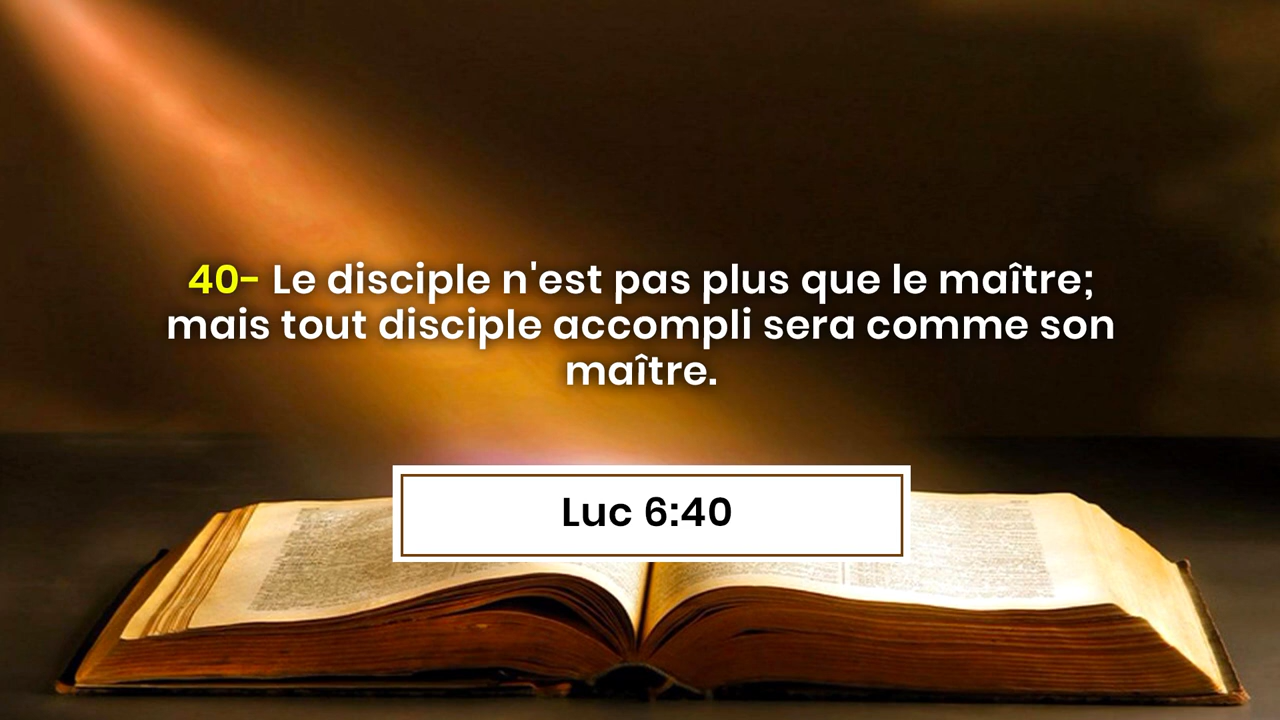 40- Le disciple n'est pas plus que le maître;
mais tout disciple accompli sera comme son
maître.
Luc 6:40